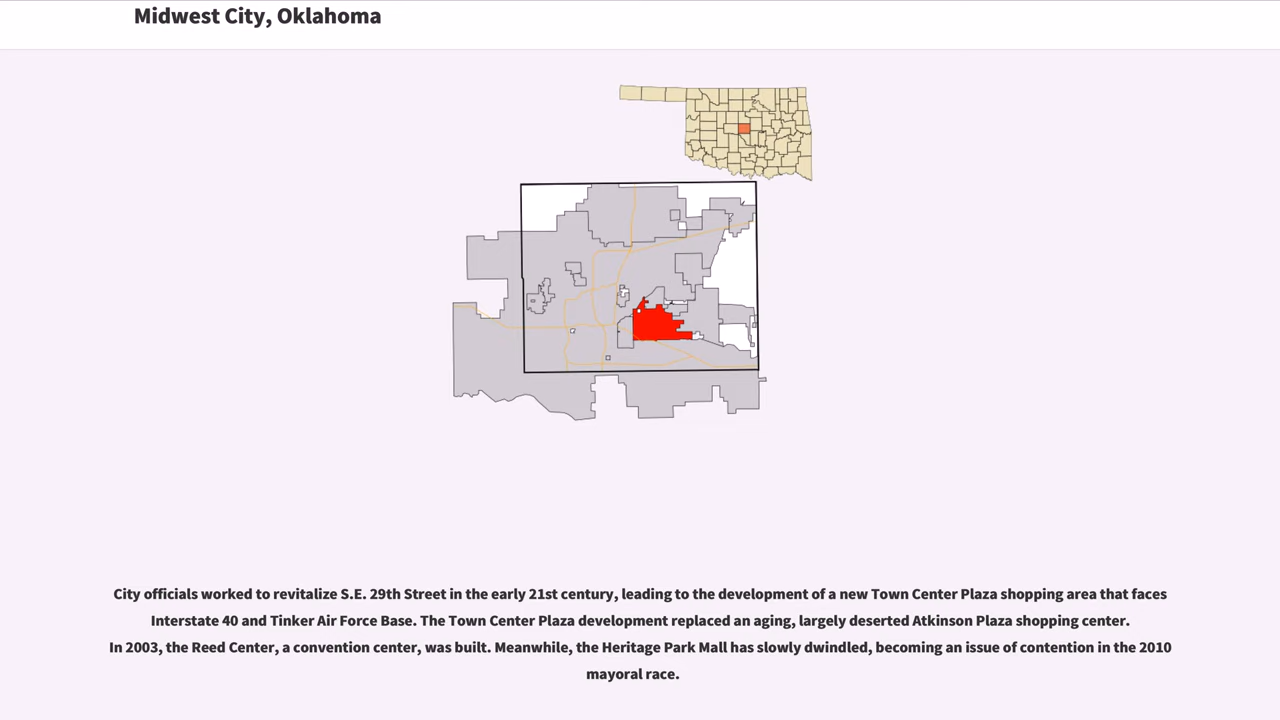 Midwest City, Oklahoma
City officials worked to revitalize S.E. 29th Street in the early 21st century, leading to the development of a new Town Center Plaza shopping area that faces
Interstate 40 and Tinker Air Force Base. The Town Center Plaza development replaced an aging, largely deserted Atkinson Plaza shopping center.
In 2003, the Reed Center, a convention center, was built. Meanwhile, the Heritage Park Mall has slowly dwindled, becoming an issue of contention in the 2010
mayoral race.